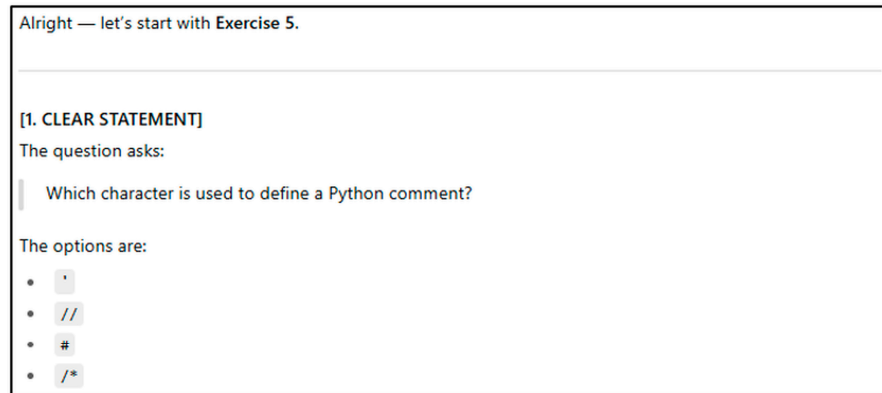 Alright — let's start with Exercise 5.
[1. CLEAR STATEMENT]
The question asks:
Which character is used to define a Python comment?
The options are:
• '
• //
• #
• /*